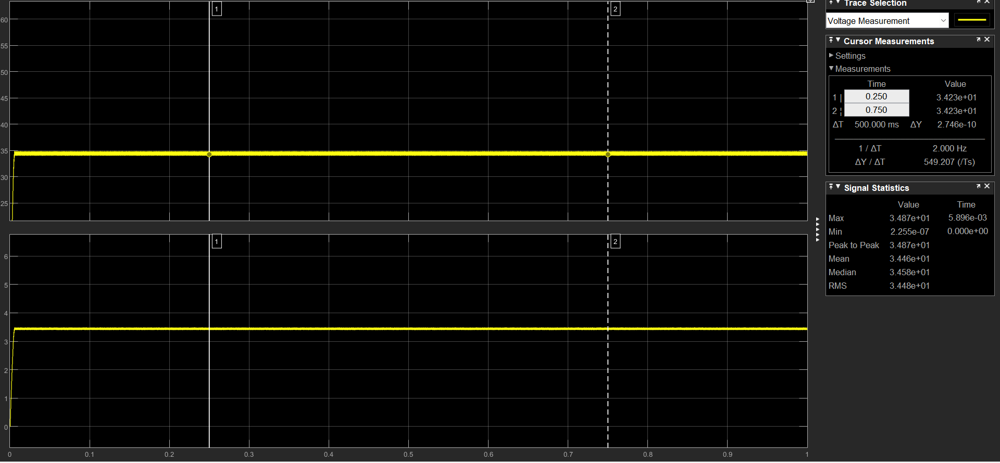 Trace Selection
Voltage Measurement
Cursor Measurements
Settings
Measurements
Time Value
1 | 0.250 3.423e+01
2 ¦ 0.750 3.423e+01
ΔT 500.000 ms ΔY 2.746e-10
1 / ΔT 2.000 Hz
ΔY / ΔT 549.207 (/Ts)
Signal Statistics
Value Time
Max 3.487e+01 5.896e-03
Min 2.255e-07 0.000e+00
Peak to Peak 3.487e+01
Mean 3.446e+01
Median 3.458e+01
RMS 3.448e+01
1 2
60
55
50
45
40
35
30
25
1 2
6
5
4
3
2
1
0
0 0.1 0.2 0.3 0.4 0.5 0.6 0.7 0.8 0.9 1